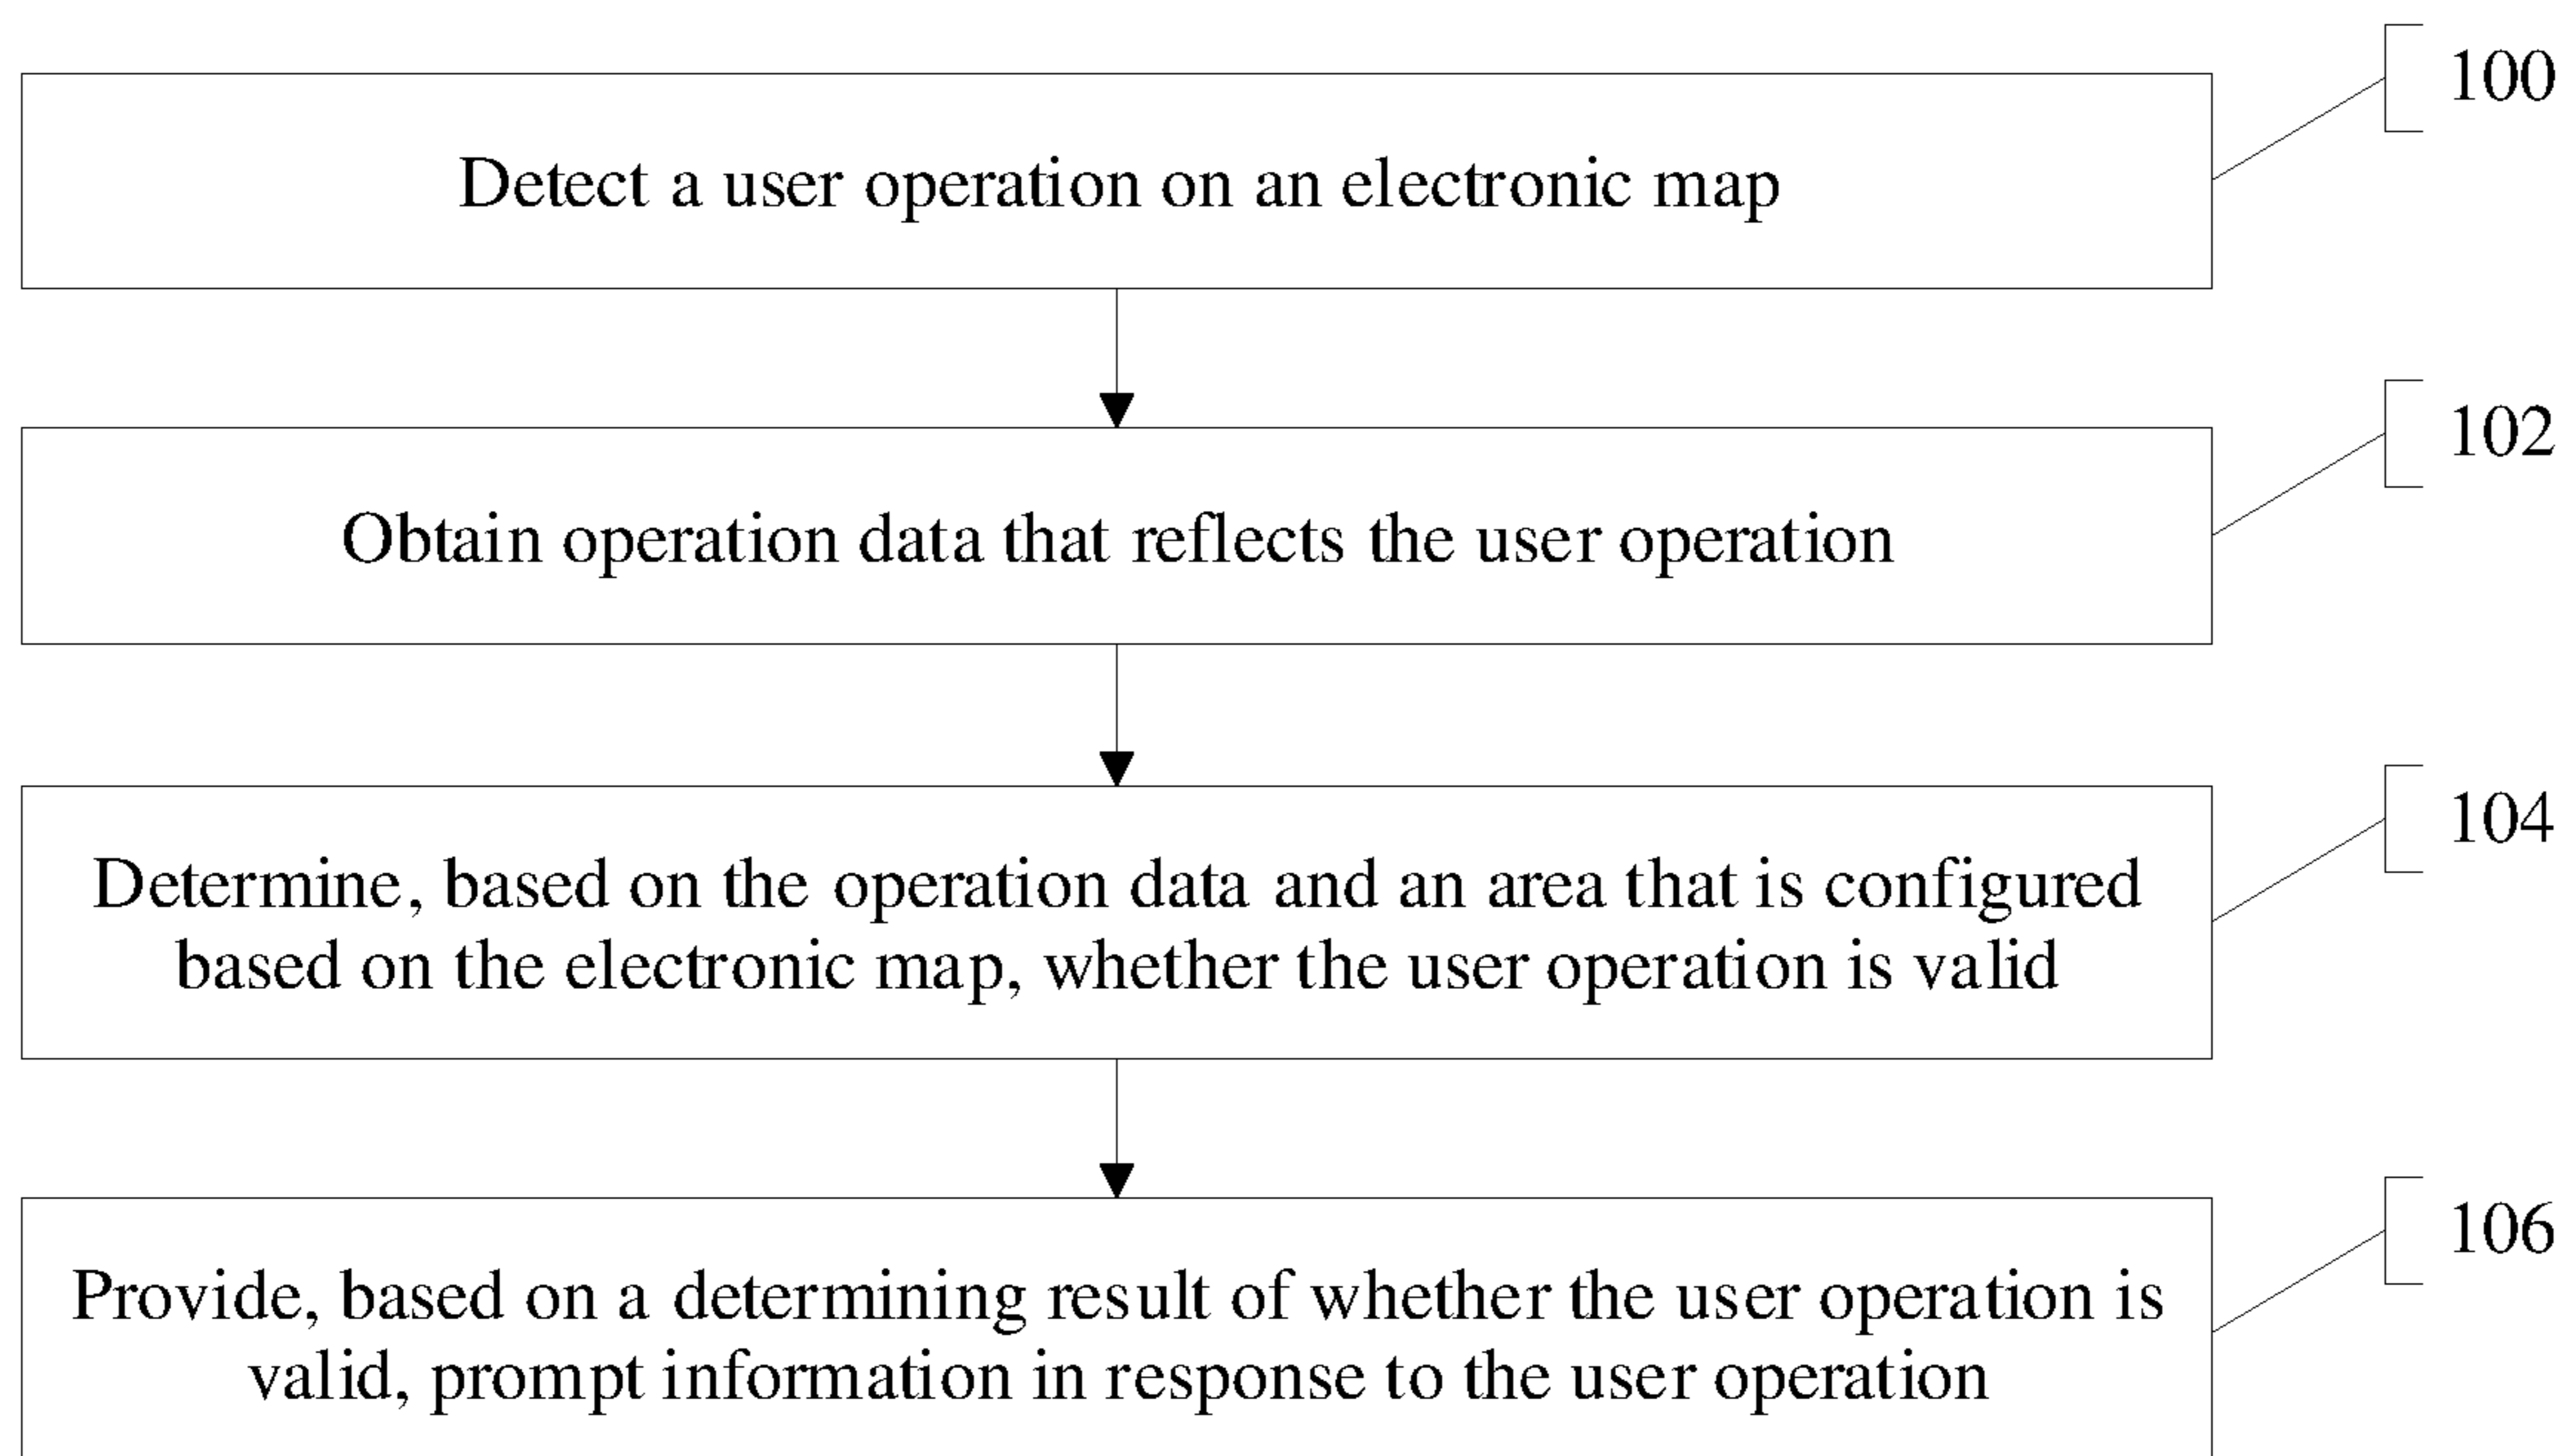 100
Detect a user operation on an electronic map
102
Obtain operation data that reflects the user operation
104
Determine, based on the operation data and an area that is configured
based on the electronic map, whether the user operation is valid
106
Provide, based on a determining result of whether the user operation is
valid, prompt information in response to the user operation